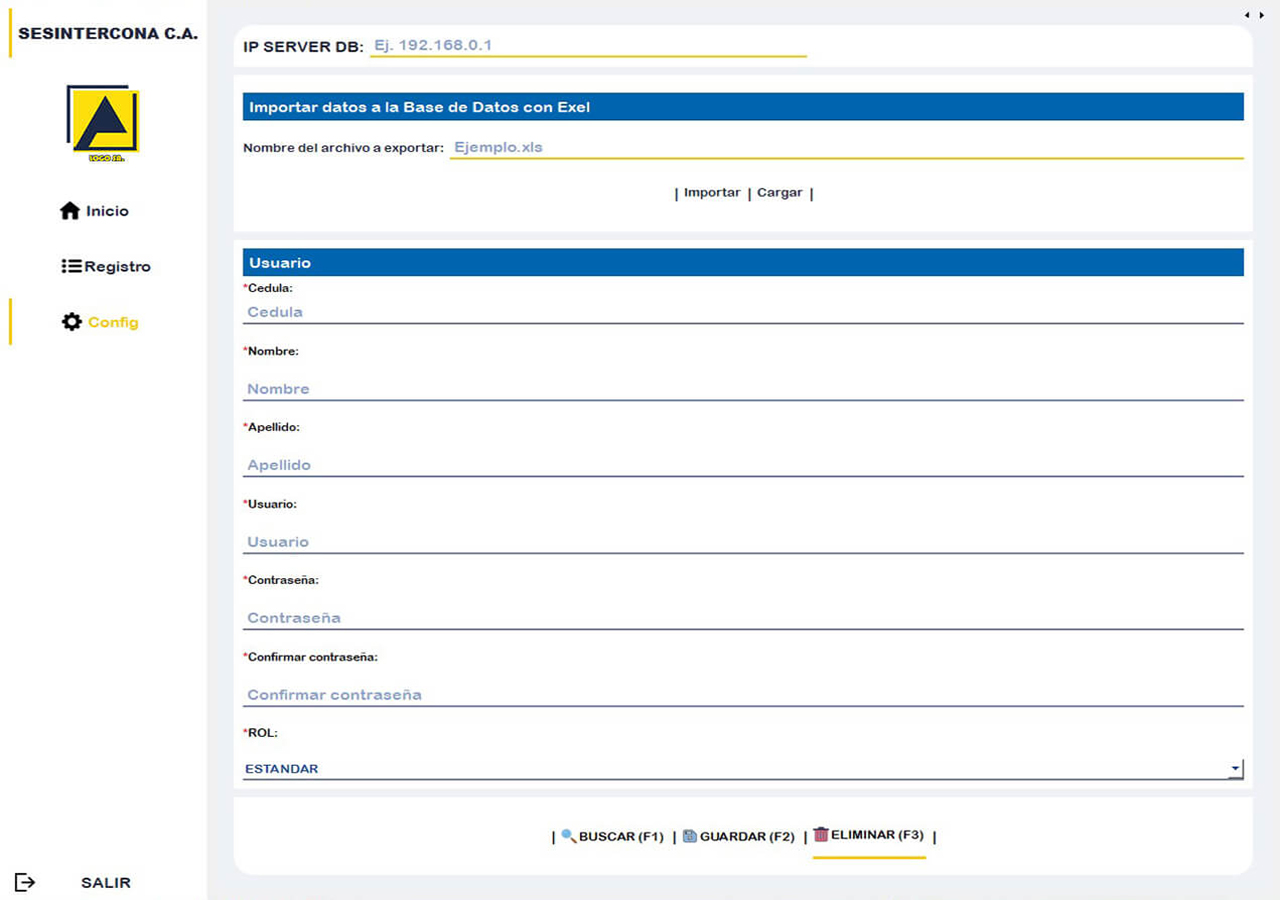 SESINTERCONA C.A.
LOGO SA.
Inicio
Registro
Config
SALIR
IP SERVER DB: Ej. 192.168.0.1
Importar datos a la Base de Datos con Exel
Nombre del archivo a exportar: Ejemplo.xls
| Importar | Cargar |
Usuario
*Cedula:
Cedula
*Nombre:
Nombre
*Apellido:
Apellido
*Usuario:
Usuario
*Contraseña:
Contraseña
*Confirmar contraseña:
Confirmar contraseña
*ROL:
ESTANDAR
| BUSCAR (F1) | GUARDAR (F2) | ELIMINAR (F3) |